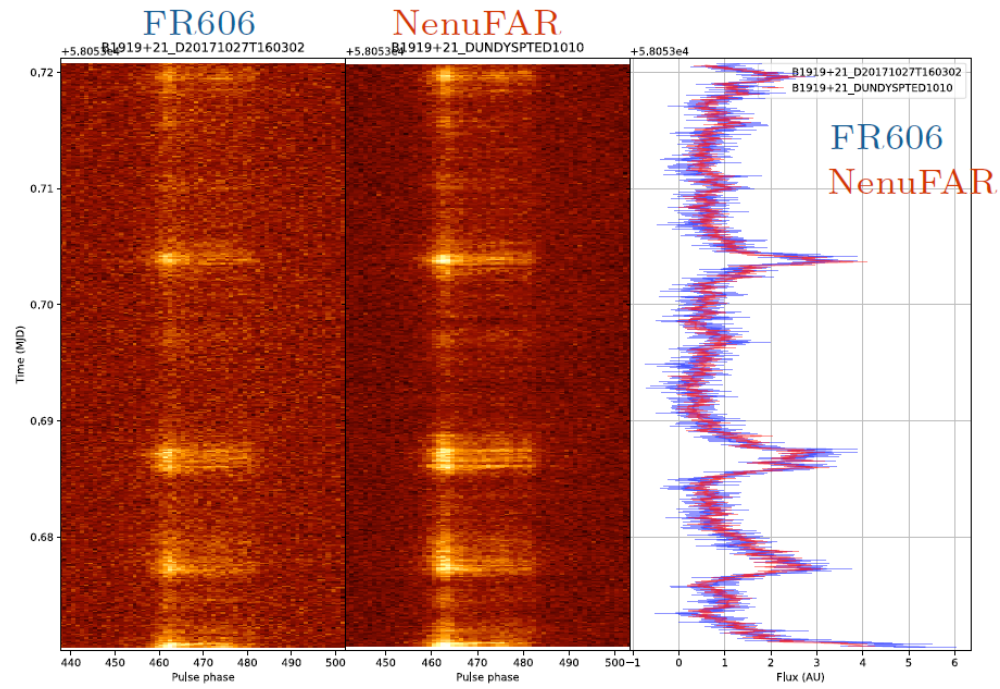 FR606
NenuFAR
B1919+21_D20171027T160302
B1919+21_DUNDYSPTED1010
+5.8053e4
+5.8053e4
+5.8053e4
B1919+21_D20171027T160302
B1919+21_DUNDYSPTED1010
FR606
NenuFAR
Time (MJD)
0.72
0.71
0.70
0.69
0.68
440
450
460
470
480
490
500
450
460
470
480
490
500
−1
0
1
2
3
4
5
6
Pulse phase
Pulse phase
Flux (AU)